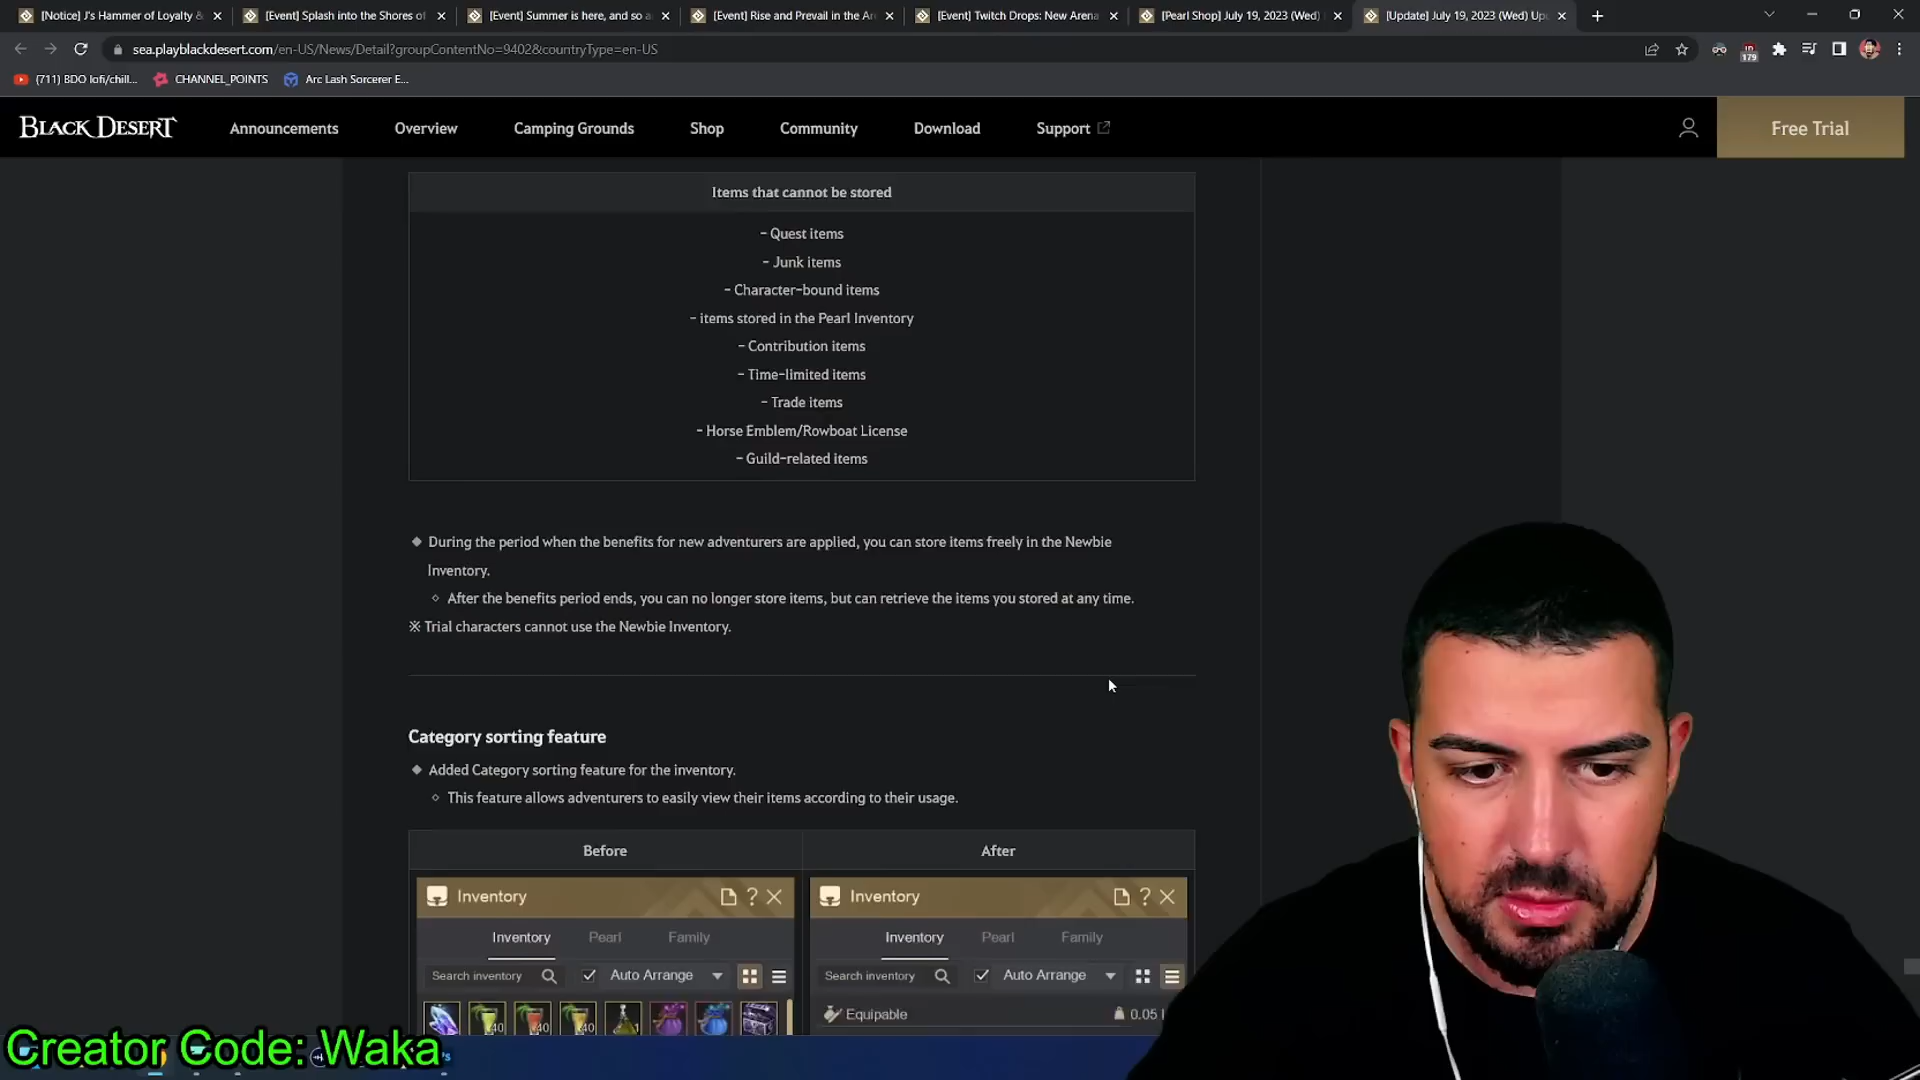 [Notice] J's Hammer of Loyalty &
[Event] Splash into the Shores of
[Event] Summer is here, and so a
[Event] Rise and Prevail in the Are
[Event] Twitch Drops: New Arena
[Pearl Shop] July 19, 2023 (Wed)
[Update] July 19, 2023 (Wed) Up
sea.playblackdesert.com/en-US/News/Detail?groupContentNo=9402&countryType=en-US
179
(711) BDO lofi/chill...
CHANNEL_POINTS
Arc Lash Sorcerer E...
BLACK DESERT
Announcements
Overview
Camping Grounds
Shop
Community
Download
Support
Free Trial
Items that cannot be stored
- Quest items
- Junk items
- Character-bound items
- items stored in the Pearl Inventory
- Contribution items
- Time-limited items
- Trade items
- Horse Emblem/Rowboat License
- Guild-related items
◆ During the period when the benefits for new adventurers are applied, you can store items freely in the Newbie
Inventory.
◇ After the benefits period ends, you can no longer store items, but can retrieve the items you stored at any time.
※ Trial characters cannot use the Newbie Inventory.
Category sorting feature
◆ Added Category sorting feature for the inventory.
◇ This feature allows adventurers to easily view their items according to their usage.
Before
After
Inventory
?
Inventory
?
Inventory
Pearl
Family
Inventory
Pearl
Family
Search inventory
Auto Arrange
Search inventory
Auto Arrange
40
40
40
1
Equipable
0.05
Creator Code: Waka